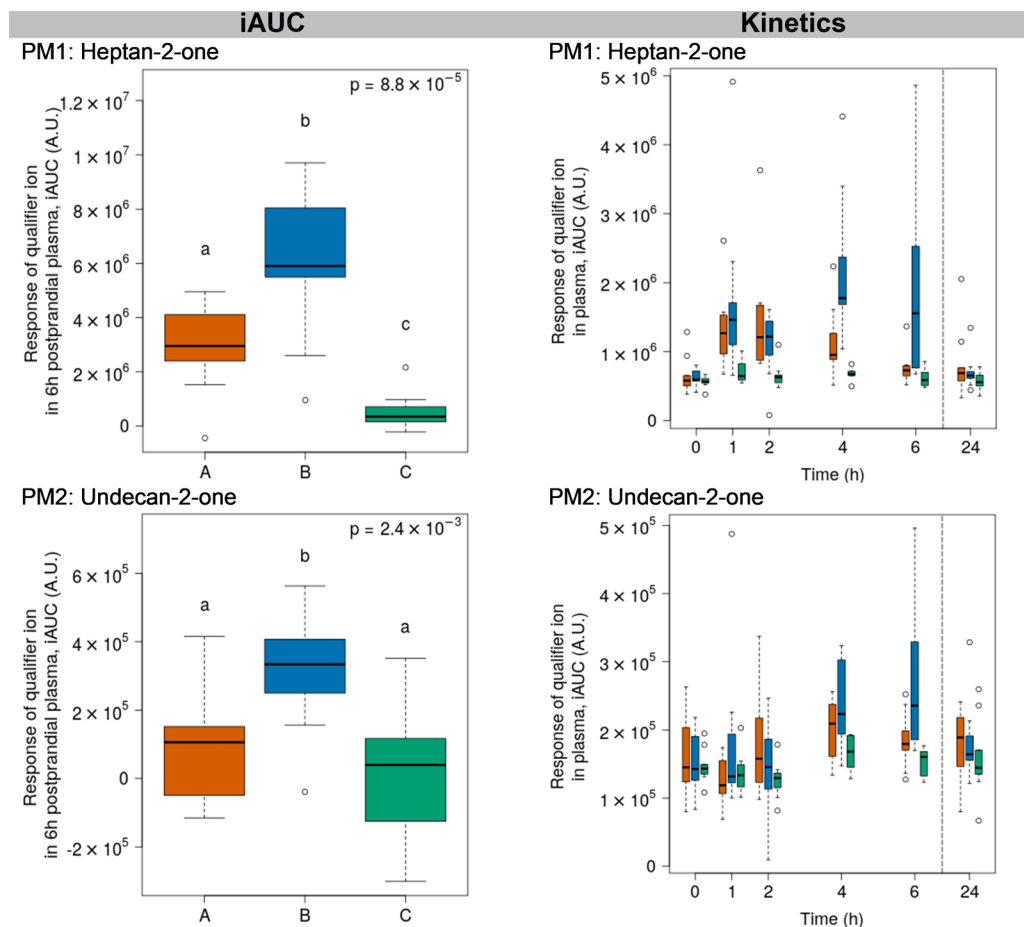 iAUC
Kinetics
PM1: Heptan-2-one
PM1: Heptan-2-one
Response of qualifier ion
in 6h postprandial plasma, iAUC (A.U.)
1.2 × 10⁷
1 × 10⁷
8 × 10⁶
6 × 10⁶
4 × 10⁶
2 × 10⁶
0
p = 8.8 × 10⁻⁵
a
b
c
A B C
Response of qualifier ion
in plasma, iAUC (A.U.)
5 × 10⁶
4 × 10⁶
3 × 10⁶
2 × 10⁶
1 × 10⁶
0
0 1 2 4 6 24
Time (h)
PM2: Undecan-2-one
PM2: Undecan-2-one
Response of qualifier ion
in 6h postprandial plasma, iAUC (A.U.)
6 × 10⁵
4 × 10⁵
2 × 10⁵
0
-2 × 10⁵
p = 2.4 × 10⁻³
a
b
a
A B C
Response of qualifier ion
in plasma, iAUC (A.U.)
5 × 10⁵
4 × 10⁵
3 × 10⁵
2 × 10⁵
1 × 10⁵
0
0 1 2 4 6 24
Time (h)